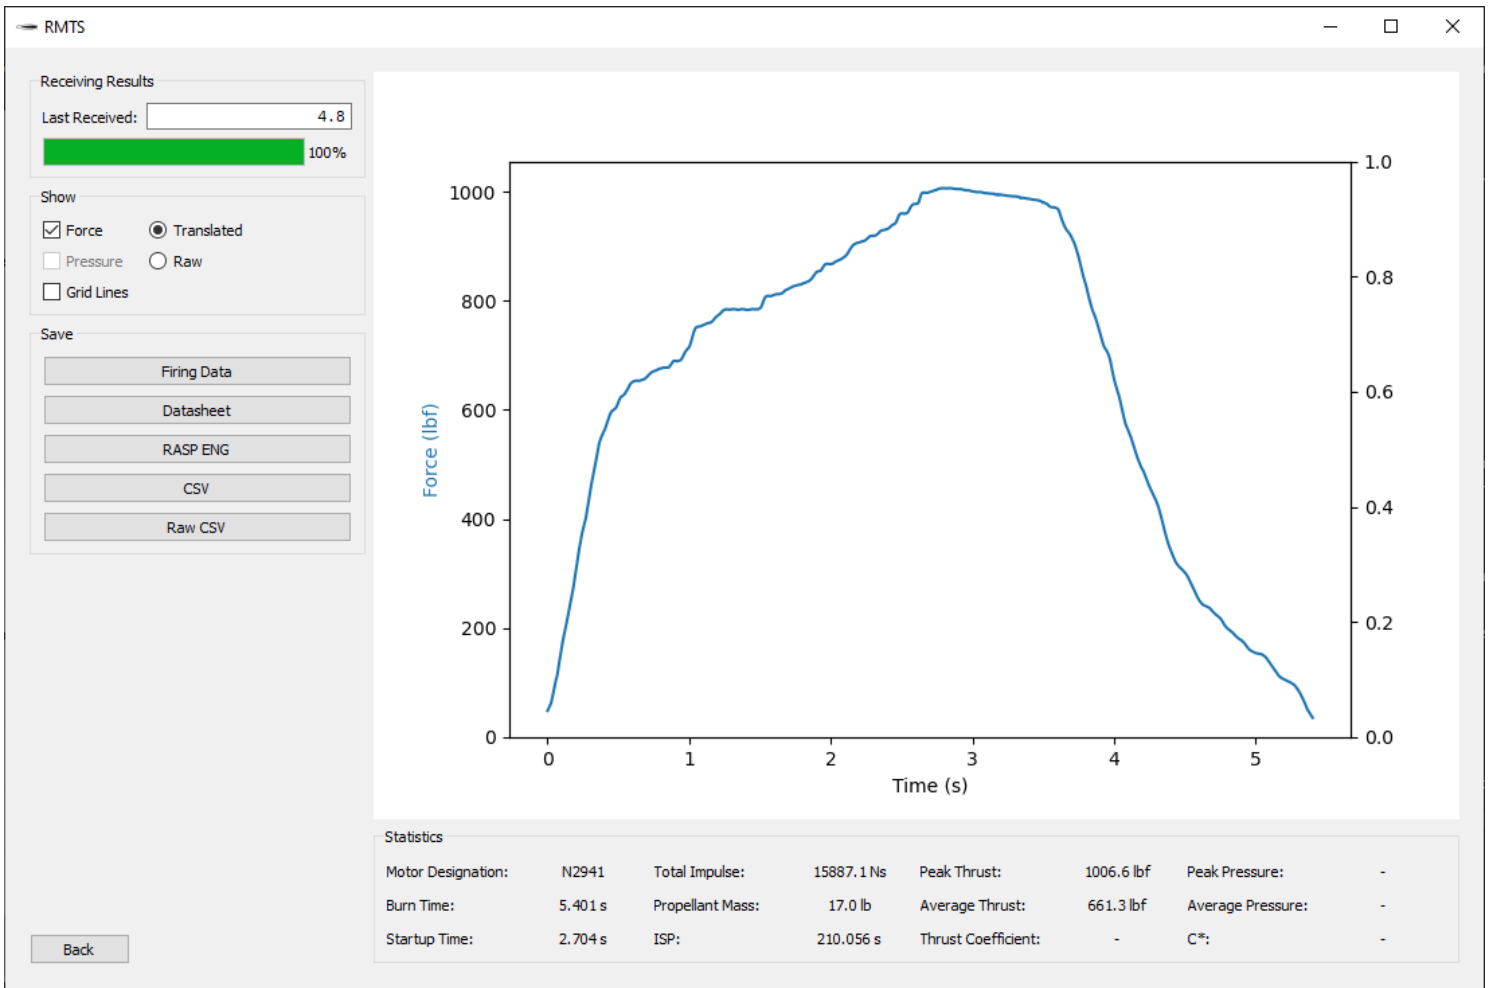 RMTS
Receiving Results
Last Received: 4.8
100%
Show
Force Translated
Pressure Raw
Grid Lines
Save
Firing Data
Datasheet
RASP ENG
CSV
Raw CSV
Back
Force (lbf)
1000
800
600
400
200
0
1.0
0.8
0.6
0.4
0.2
0.0
0 1 2 3 4 5
Time (s)
Statistics
Motor Designation: N2941 Total Impulse: 15887.1 Ns Peak Thrust: 1006.6 lbf Peak Pressure: -
Burn Time: 5.401 s Propellant Mass: 17.0 lb Average Thrust: 661.3 lbf Average Pressure: -
Startup Time: 2.704 s ISP: 210.056 s Thrust Coefficient: - C*: -